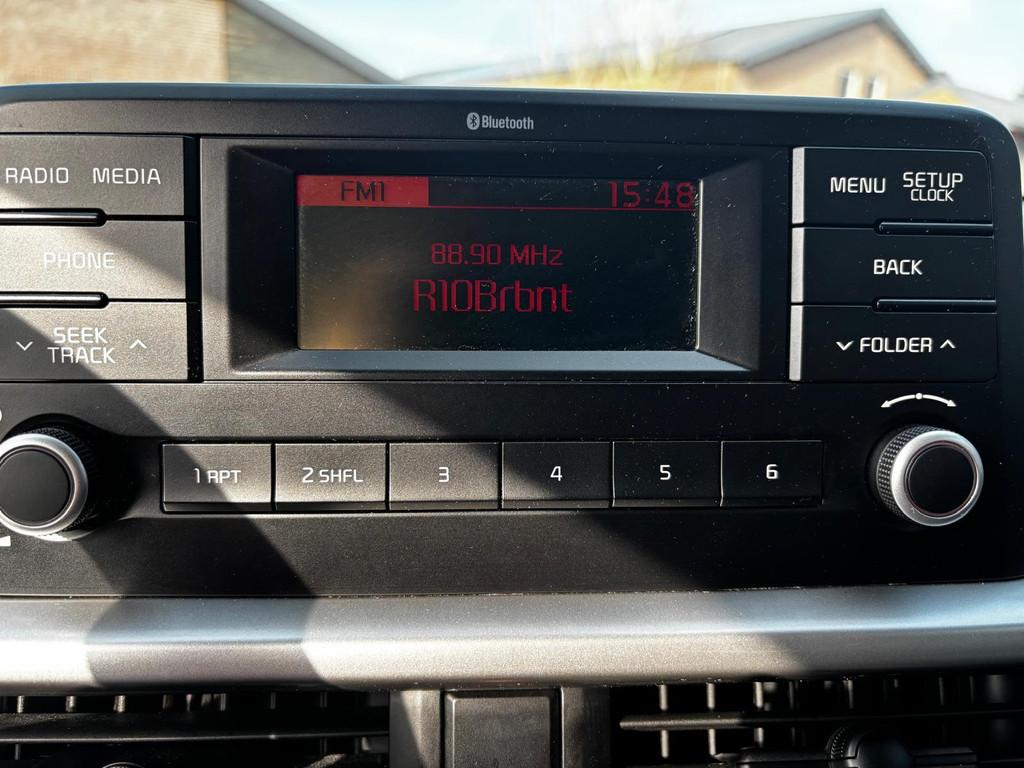 Bluetooth
RADIO MEDIA
PHONE
SEEK
TRACK
FM1 15:48
88.90 MHz
R10Brbnt
MENU SETUP
CLOCK
BACK
FOLDER
1 RPT 2 SHFL 3 4 5 6